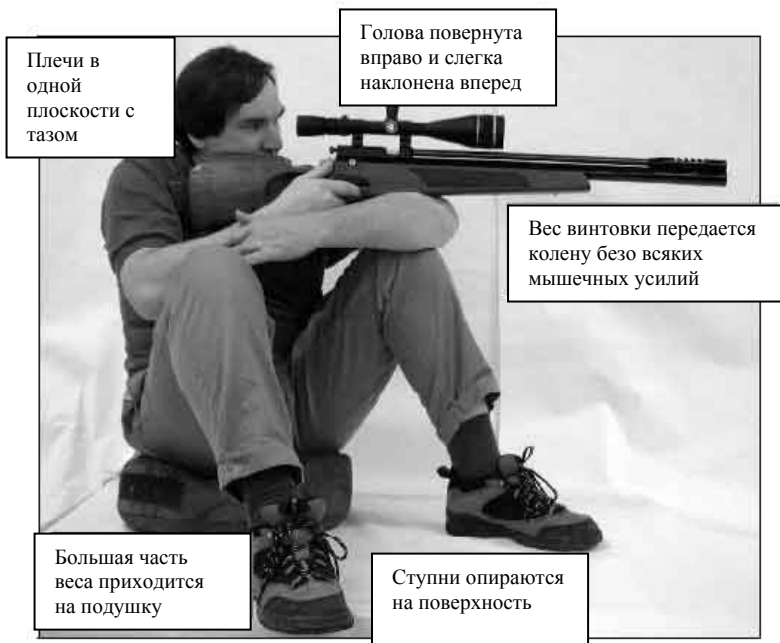 Плечи в
одной
плоскости с
тазом
Голова повернута
вправо и слегка
наклонена вперед
Вес винтовки передается
колену безо всяких
мышечных усилий
Большая часть
веса приходится
на подушку
Ступни опираются
на поверхность